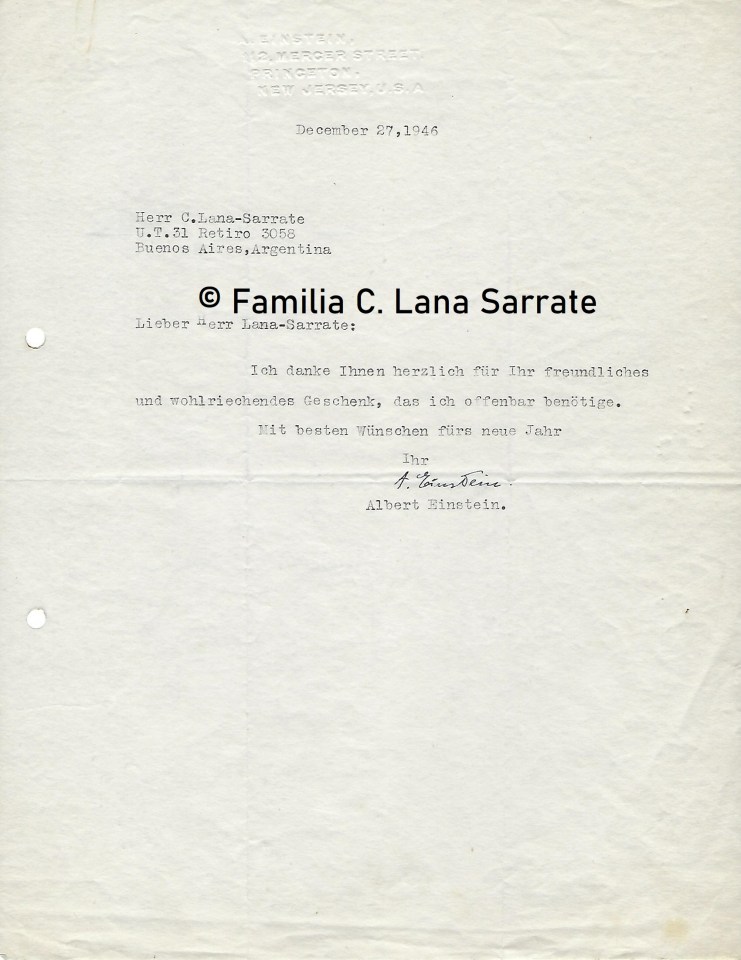 A. EINSTEIN.
112, MERCER STREET.
PRINCETON.
NEW JERSEY, U.S.A
December 27,1946
Herr C.Lana-Sarrate
U.T.31 Retiro 3058
Buenos Aires,Argentina
© Familia C. Lana Sarrate
Lieber Herr Lana-Sarrate:
Ich danke Ihnen herzlich für Ihr freundliches
und wohlriechendes Geschenk, das ich offenbar benötige.
Mit besten Wünschen fürs neue Jahr
Ihr
A. Einstein.
Albert Einstein.